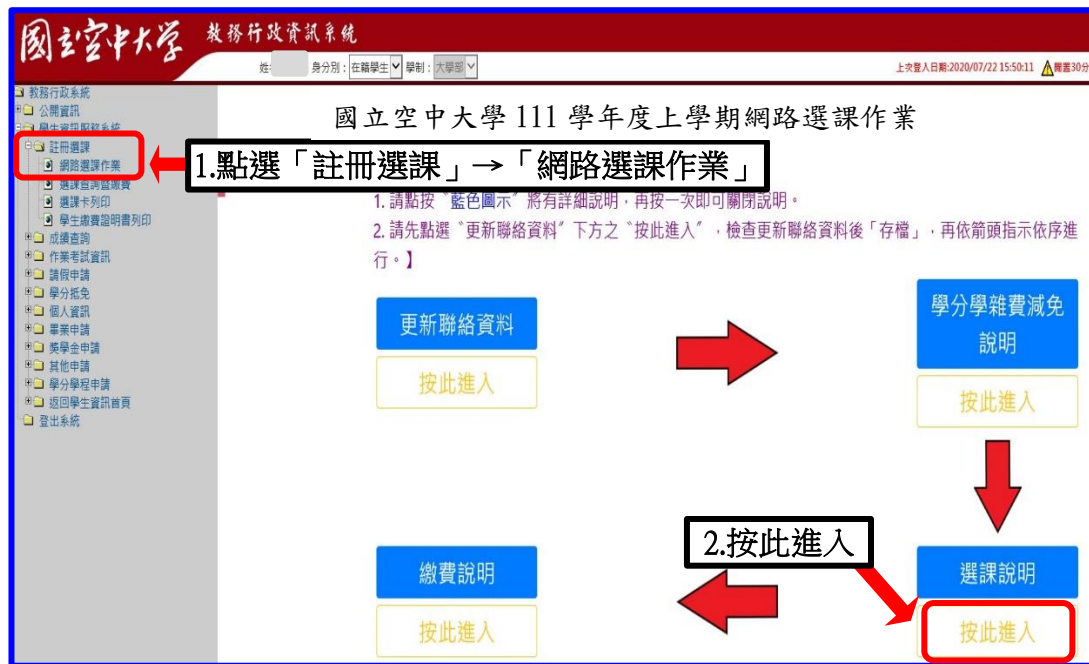 國立空中大學 教務行政資訊系統
姓: 身分別：在籍學生 學制：大學部 上次登入日期:2020/07/22 15:50:11 閒置30分
教務行政系統
公開資訊
學生資訊服務系統
註冊選課
網路選課作業
選課查詢暨繳費
選課卡列印
學生繳費證明書列印
成績查詢
作業考試資訊
請假申請
學分抵免
個人資訊
畢業申請
獎學金申請
其他申請
學分學程申請
返回學生資訊首頁
登出系統
國立空中大學 111 學年度上學期網路選課作業
1.點選「註冊選課」→「網路選課作業」
1. 請點按〝藍色圖示〞將有詳細說明，再按一次即可關閉說明。
2. 請先點選〝更新聯絡資料〞下方之〝按此進入〞，檢查更新聯絡資料後「存檔」，再依箭頭指示依序進
行。】
更新聯絡資料
按此進入
學分學雜費減免
說明
按此進入
2.按此進入
選課說明
按此進入
繳費說明
按此進入